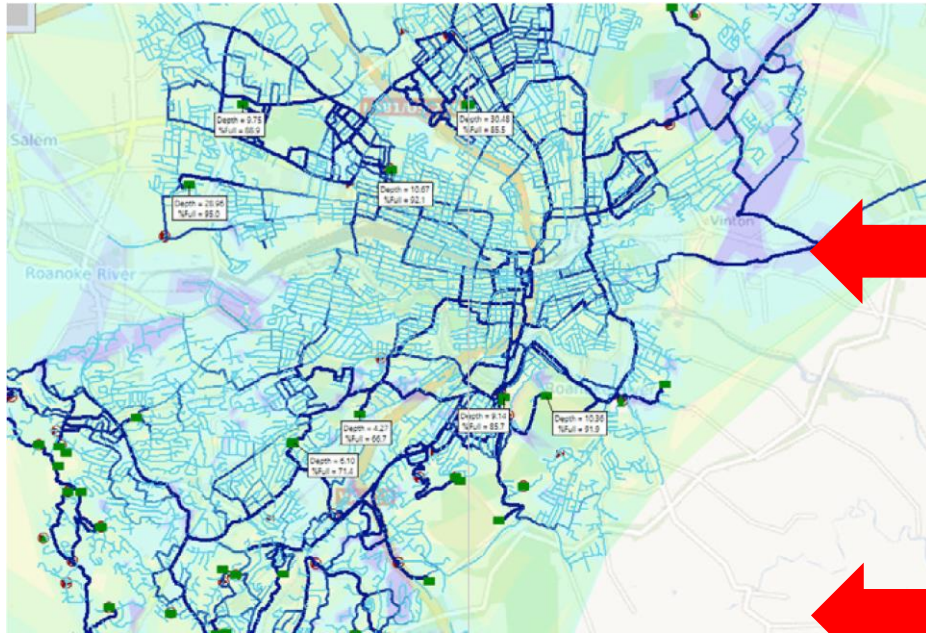 Depth = 9.75
%Full = 88.9
Depth = 30.48
%Full = 85.5
Salem
Depth = 10.67
%Full = 92.1
Depth = 28.96
%Full = 95.0
Vinton
Roanoke River
Depth = 4.27
%Full = 66.7
Depth = 9.14
%Full = 85.7
Depth = 10.36
%Full = 91.9
Depth = 6.10
%Full = 71.4